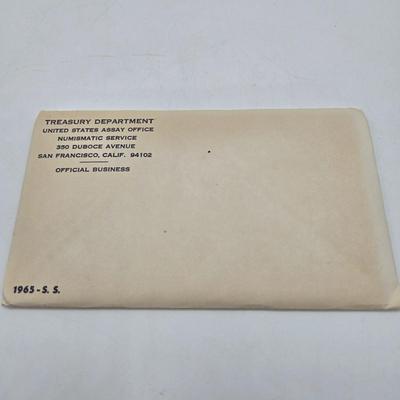 TREASURY DEPARTMENT
UNITED STATES ASSAY OFFICE
NUMISMATIC SERVICE
350 DUBOCE AVENUE
SAN FRANCISCO, CALIF. 94102
OFFICIAL BUSINESS
1965 - S. S.